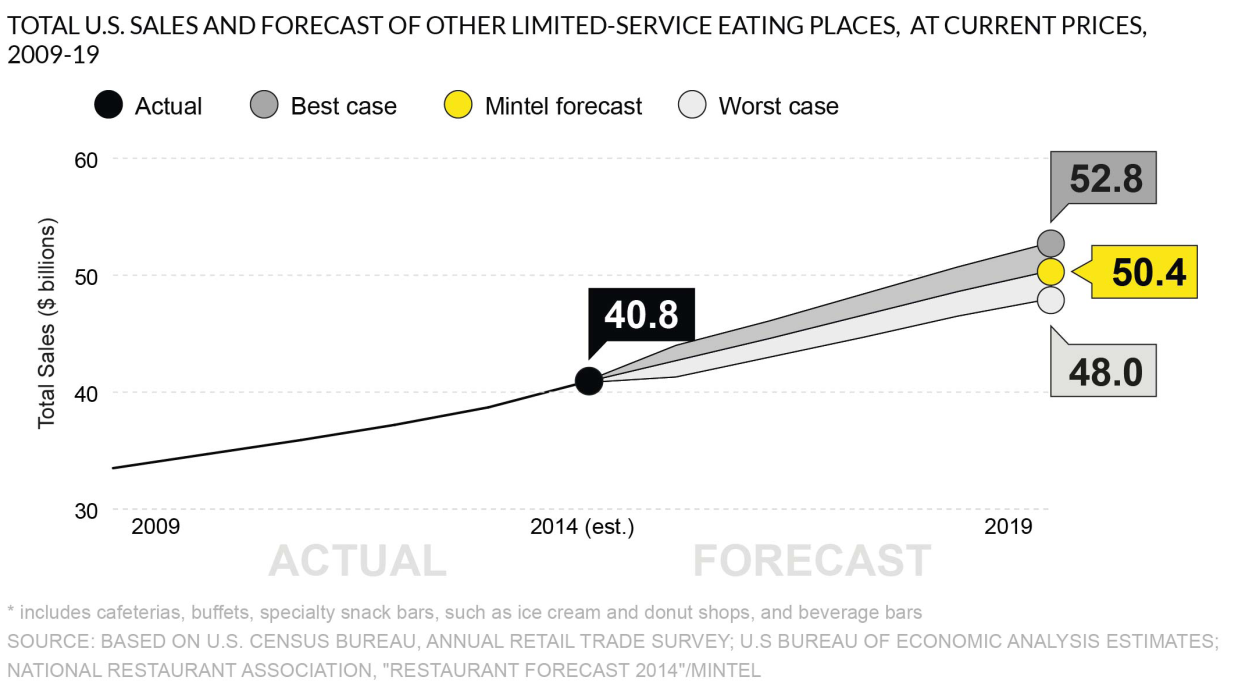 TOTAL U.S. SALES AND FORECAST OF OTHER LIMITED-SERVICE EATING PLACES, AT CURRENT PRICES,
2009-19
Actual
Best case
Mintel forecast
Worst case
Total Sales ($ billions)
60
50
40
30
52.8
50.4
48.0
40.8
2009
2014 (est.)
2019
ACTUAL
FORECAST
* includes cafeterias, buffets, specialty snack bars, such as ice cream and donut shops, and beverage bars
SOURCE: BASED ON U.S. CENSUS BUREAU, ANNUAL RETAIL TRADE SURVEY; U.S BUREAU OF ECONOMIC ANALYSIS ESTIMATES;
NATIONAL RESTAURANT ASSOCIATION, "RESTAURANT FORECAST 2014"/MINTEL